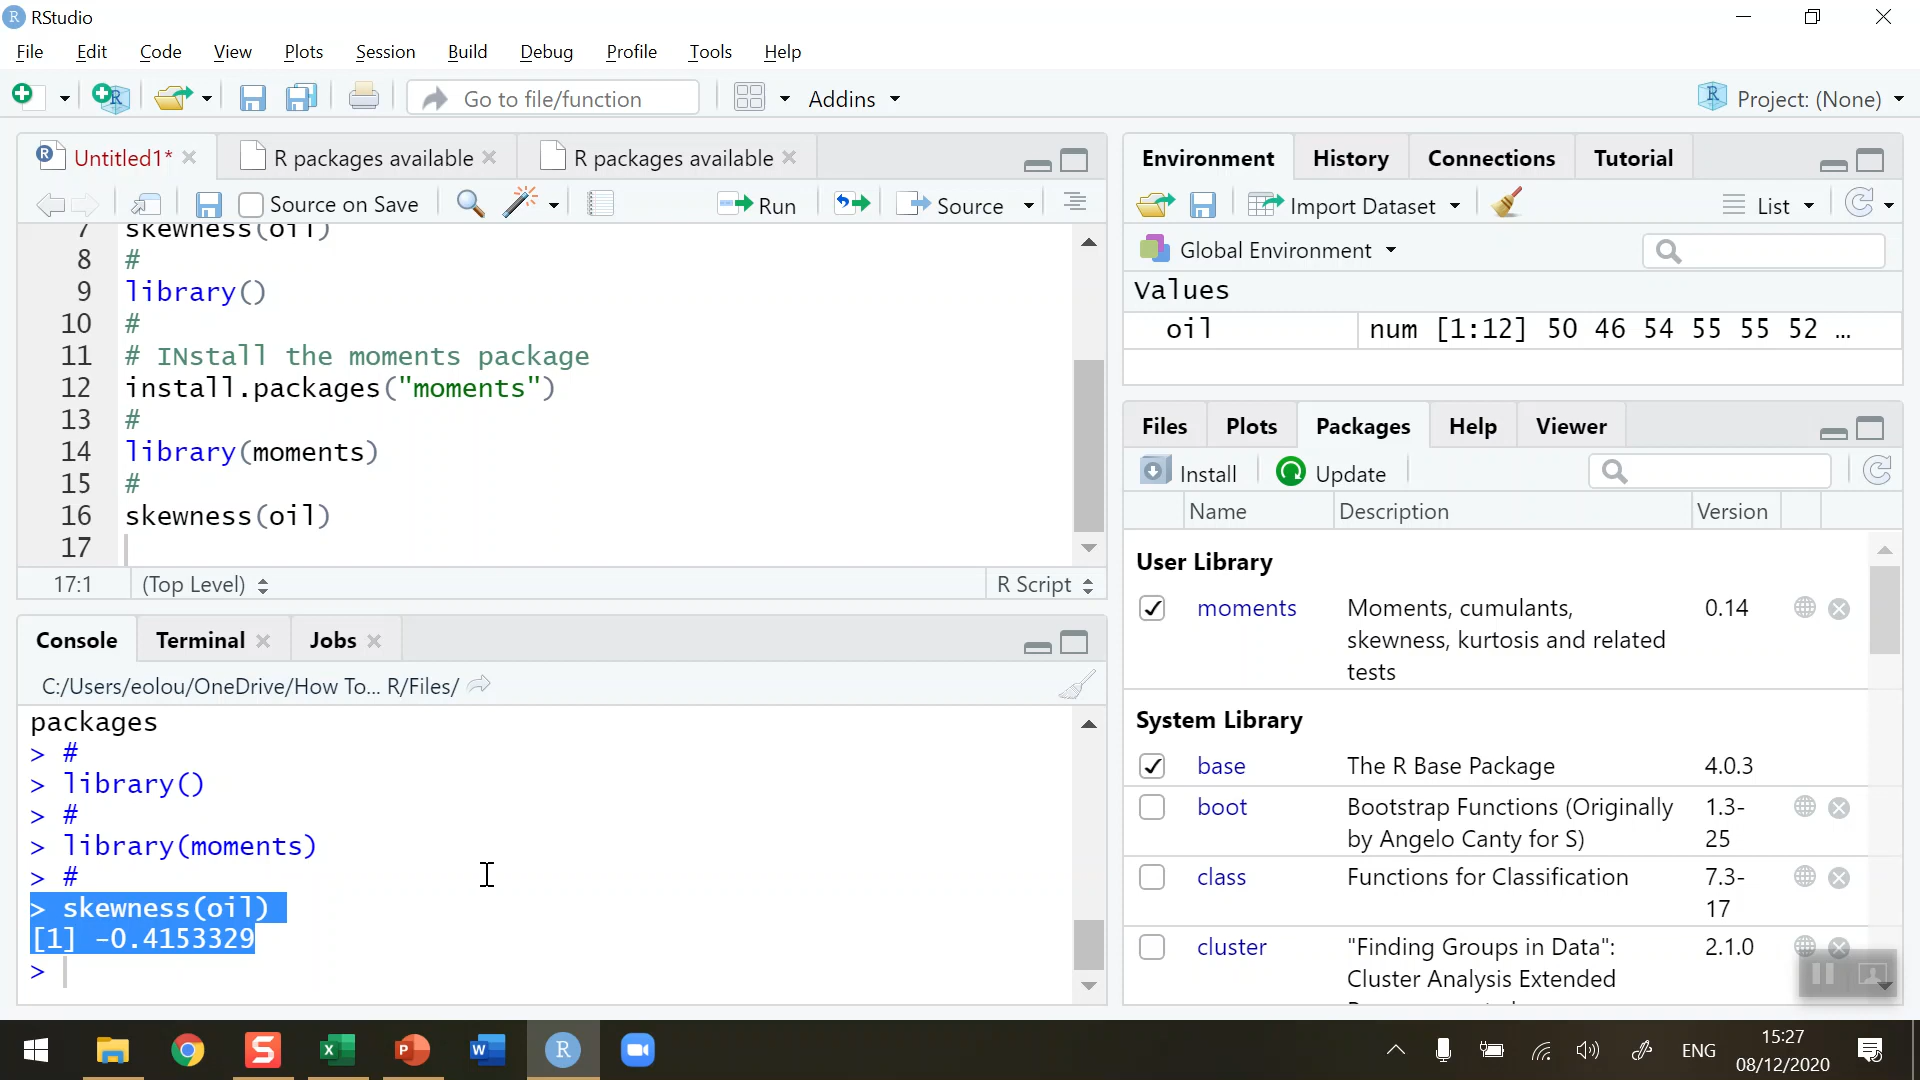 RStudio
File Edit Code View Plots Session Build Debug Profile Tools Help
Go to file/function Addins Project: (None)
Untitled1* R packages available R packages available
Source on Save Run Source
7 skewness(oil)
8 #
9 library()
10 #
11 # INstall the moments package
12 install.packages("moments")
13 #
14 library(moments)
15 #
16 skewness(oil)
17
17:1 (Top Level) R Script
Console Terminal Jobs
C:/Users/eolou/OneDrive/How To... R/Files/
packages
> #
> library()
> #
> library(moments)
> #
> skewness(oil)
[1] -0.4153329
>
Environment History Connections Tutorial
Import Dataset List
Global Environment
Values
oil num [1:12] 50 46 54 55 55 52 ...
Files Plots Packages Help Viewer
Install Update
Name Description Version
User Library
moments Moments, cumulants, 0.14
skewness, kurtosis and related
tests
System Library
base The R Base Package 4.0.3
boot Bootstrap Functions (Originally 1.3-
by Angelo Canty for S) 25
class Functions for Classification 7.3-
17
cluster "Finding Groups in Data": 2.1.0
Cluster Analysis Extended
ENG
15:27
08/12/2020